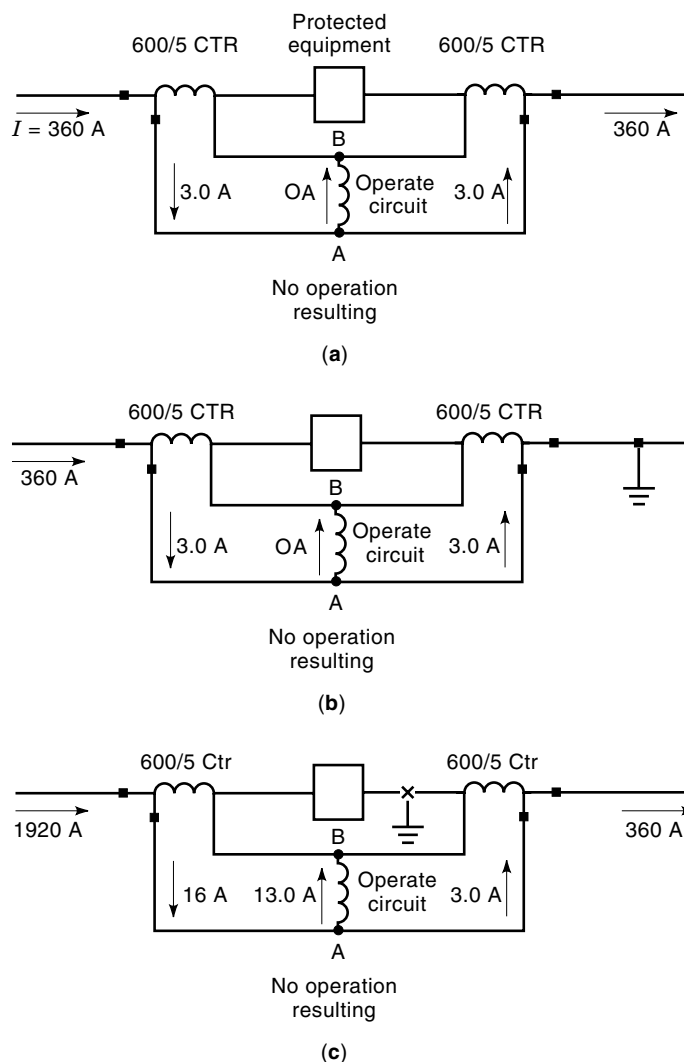 Protected
equipment
600/5 CTR
600/5 CTR
I = 360 A
360 A
B
3.0 A
OA
Operate
circuit
3.0 A
A
No operation
resulting
(a)
600/5 CTR
600/5 CTR
360 A
B
3.0 A
OA
Operate
circuit
3.0 A
A
No operation
resulting
(b)
600/5 Ctr
600/5 Ctr
1920 A
360 A
B
16 A
13.0 A
Operate
circuit
3.0 A
A
No operation
resulting
(c)